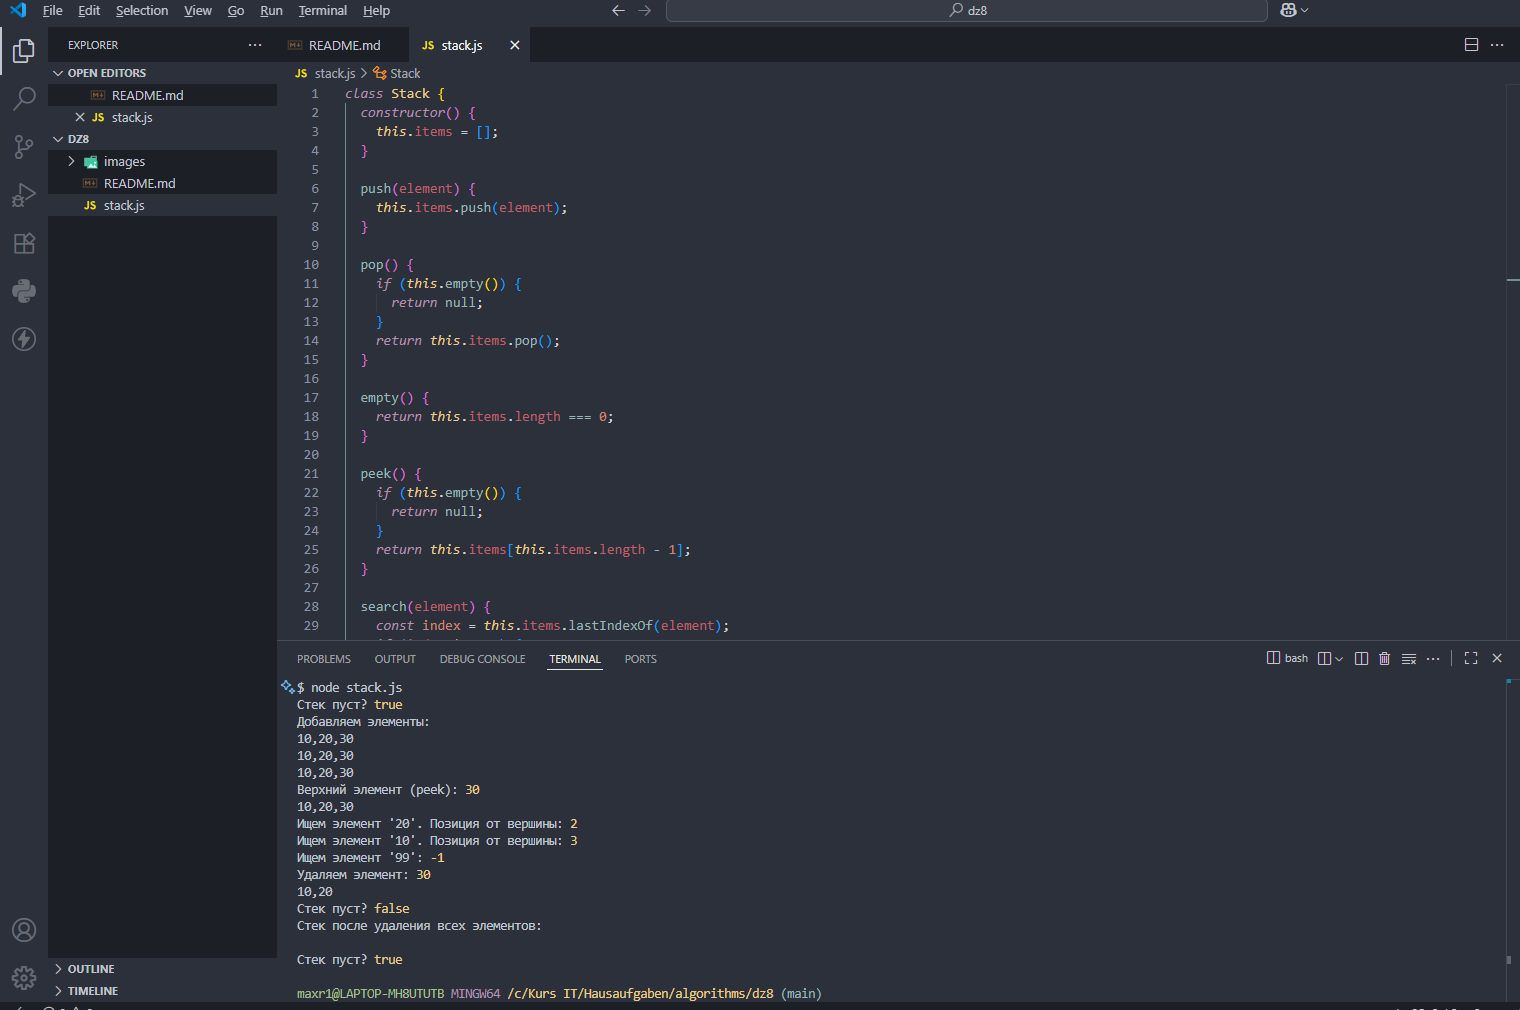 File Edit Selection View Go Run Terminal Help
dz8
EXPLORER
README.md
JS stack.js
OPEN EDITORS
README.md
JS stack.js
DZ8
images
README.md
JS stack.js
OUTLINE
TIMELINE
JS stack.js > Stack
1 class Stack {
2 constructor() {
3 this.items = [];
4 }
5
6 push(element) {
7 this.items.push(element);
8 }
9
10 pop() {
11 if (this.empty()) {
12 return null;
13 }
14 return this.items.pop();
15 }
16
17 empty() {
18 return this.items.length === 0;
19 }
20
21 peek() {
22 if (this.empty()) {
23 return null;
24 }
25 return this.items[this.items.length - 1];
26 }
27
28 search(element) {
29 const index = this.items.lastIndexOf(element);
PROBLEMS OUTPUT DEBUG CONSOLE TERMINAL PORTS
bash
$ node stack.js
Стек пуст? true
Добавляем элементы:
10,20,30
10,20,30
10,20,30
Верхний элемент (peek): 30
10,20,30
Ищем элемент '20'. Позиция от вершины: 2
Ищем элемент '10'. Позиция от вершины: 3
Ищем элемент '99': -1
Удаляем элемент: 30
10,20
Стек пуст? false
Стек после удаления всех элементов:
Стек пуст? true
maxr1@LAPTOP-MH8UTUTB MINGW64 /c/Kurs IT/Hausaufgaben/algorithms/dz8 (main)